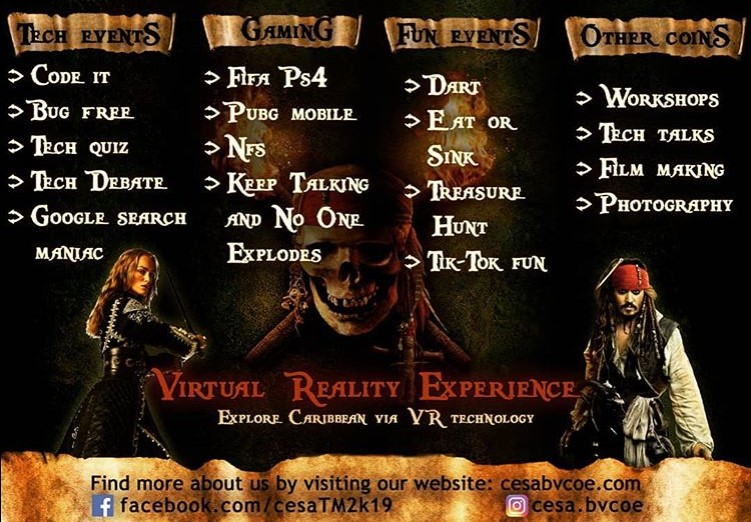 Tech events
Code it
Bug free
Tech quiz
Tech Debate
Google search
maniac
Gaming
Fifa Ps4
Pubg mobile
Nfs
Keep Talking
and No One
Explodes
Fun events
Dart
Eat or
Sink
Treasure
Hunt
Tik-Tok fun
Other coins
Workshops
Tech talks
Film making
Photography
Virtual Reality Experience
Explore Caribbean via VR technology
Find more about us by visiting our website: cesabvcoe.com
facebook.com/cesaTM2k19
cesa.bvcoe